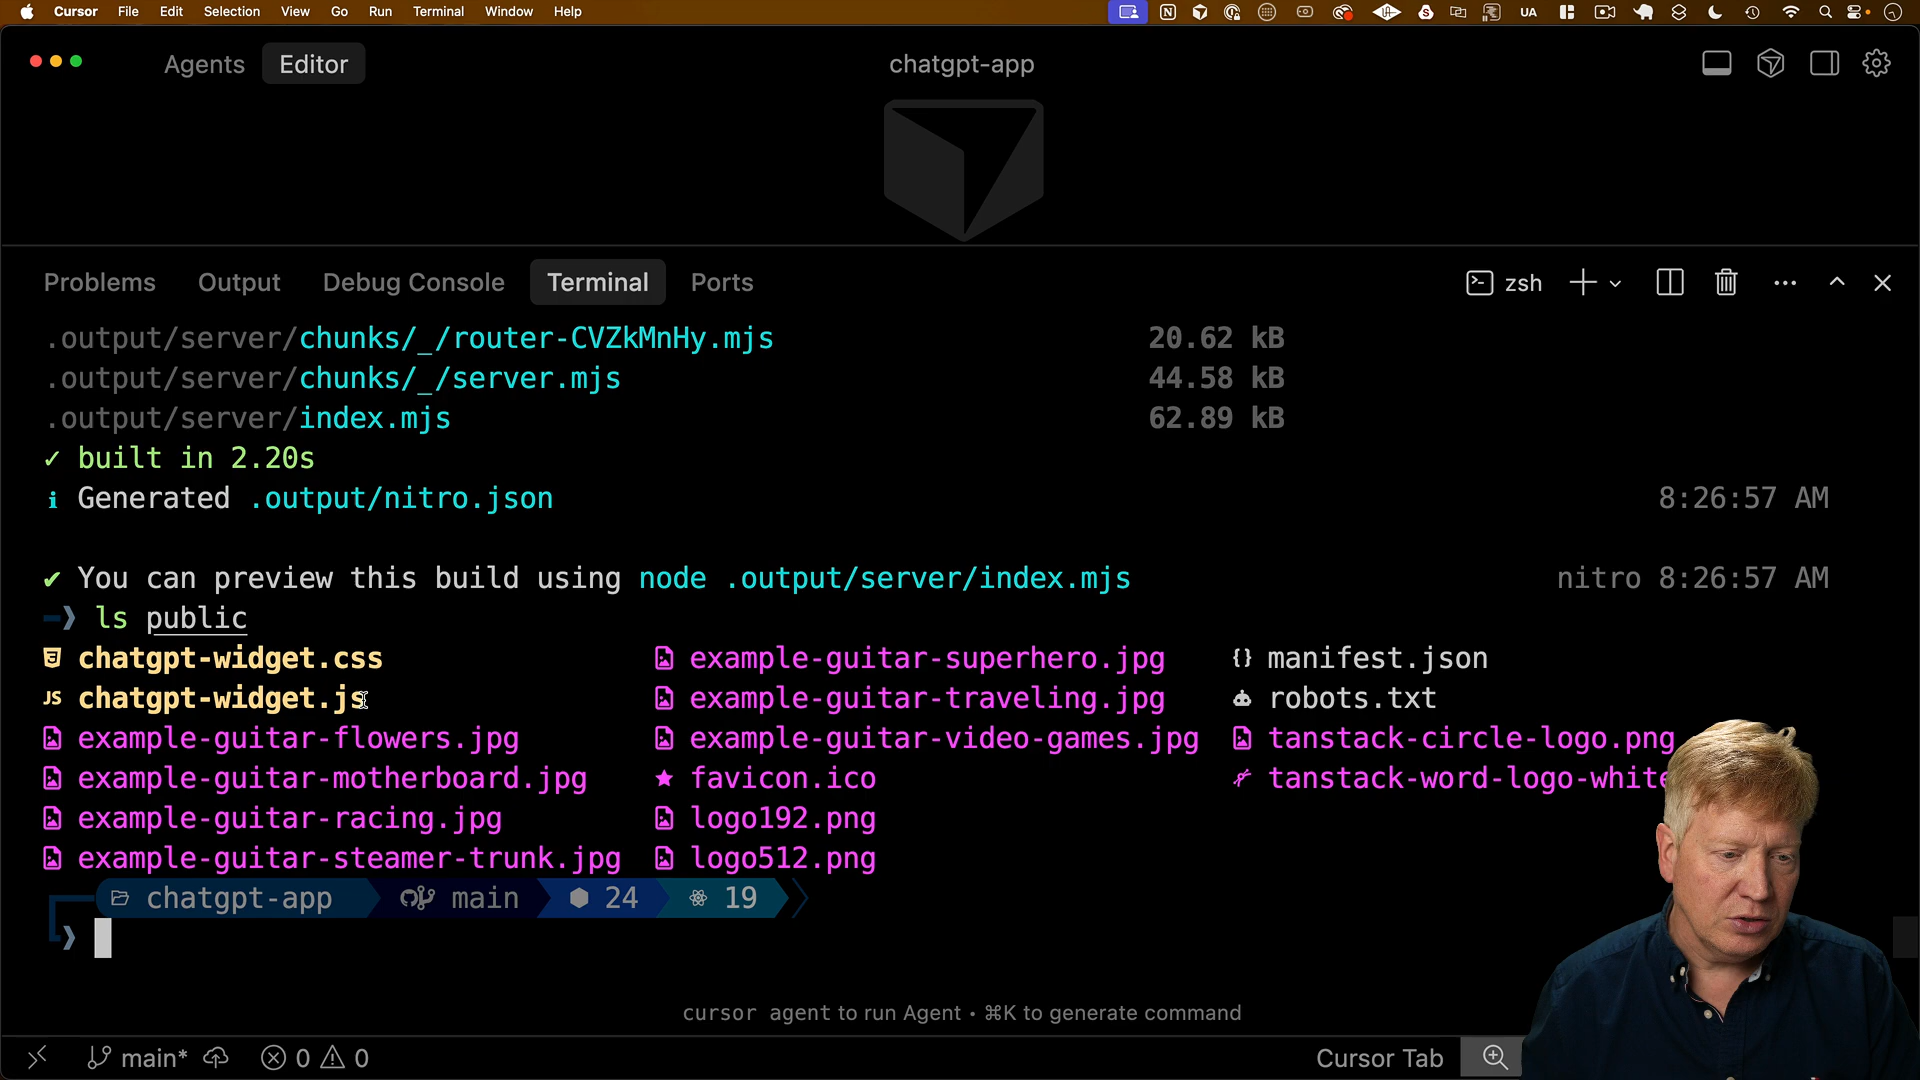 Cursor File Edit Selection View Go Run Terminal Window Help
UA
Agents Editor chatgpt-app
Problems Output Debug Console Terminal Ports zsh
.output/server/chunks/_/router-CVZkMnHy.mjs 20.62 kB
.output/server/chunks/_/server.mjs 44.58 kB
.output/server/index.mjs 62.89 kB
✓ built in 2.20s
i Generated .output/nitro.json 8:26:57 AM
✔ You can preview this build using node .output/server/index.mjs nitro 8:26:57 AM
ls public
chatgpt-widget.css example-guitar-superhero.jpg {} manifest.json
JS chatgpt-widget.js example-guitar-traveling.jpg robots.txt
example-guitar-flowers.jpg example-guitar-video-games.jpg tanstack-circle-logo.png
example-guitar-motherboard.jpg favicon.ico tanstack-word-logo-white
example-guitar-racing.jpg logo192.png
example-guitar-steamer-trunk.jpg logo512.png
chatgpt-app main 24 19
cursor agent to run Agent • ⌘K to generate command
main* 0 0 Cursor Tab